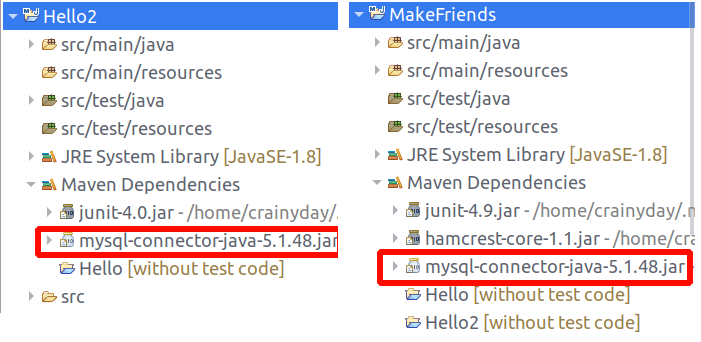 Hello2
src/main/java
src/main/resources
src/test/java
src/test/resources
JRE System Library [JavaSE-1.8]
Maven Dependencies
junit-4.0.jar - /home/crainyday/.
mysql-connector-java-5.1.48.jar
Hello [without test code]
src
MakeFriends
src/main/java
src/main/resources
src/test/java
src/test/resources
JRE System Library [JavaSE-1.8]
Maven Dependencies
junit-4.9.jar - /home/crainyday/.m
hamcrest-core-1.1.jar - /home/cra
mysql-connector-java-5.1.48.jar
Hello [without test code]
Hello2 [without test code]